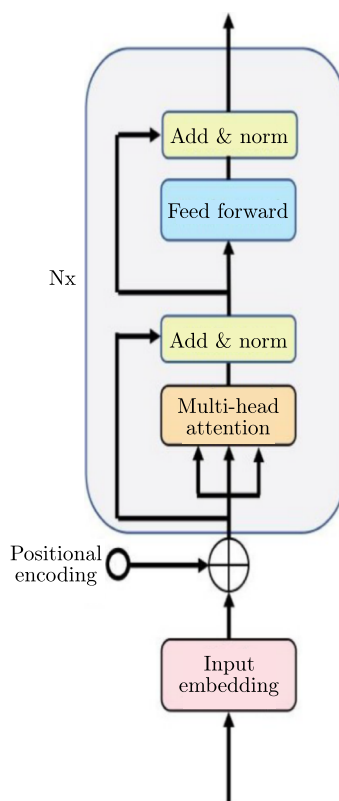 Add & norm
Feed forward
Nx
Add & norm
Multi-head
attention
Positional
encoding
Input
embedding